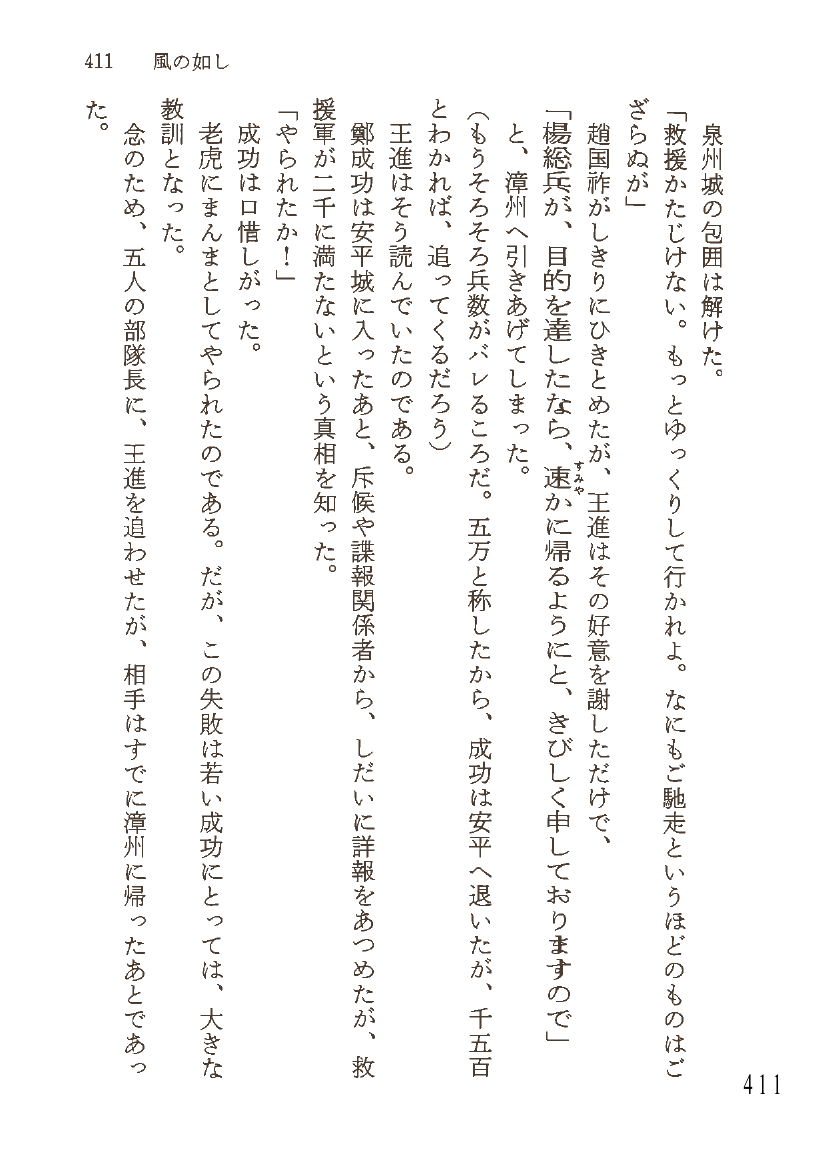 411 風の如し
泉州城の包囲は解けた。
「救援かたじけない。もっとゆっくりして行かれよ。なにもご馳走というほどのものはご
ざらぬが」
趙国祚がしきりにひきとめたが、王進はその好意を謝しただけで、
「楊総兵が、目的を達したなら、速かに帰るようにと、きびしく申しておりますので」
すみや
と、漳州へ引きあげてしまった。
（もうそろそろ兵数がバレるころだ。五万と称したから、成功は安平へ退いたが、千五百
とわかれば、追ってくるだろう）
王進はそう読んでいたのである。
鄭成功は安平城に入ったあと、斥候や諜報関係者から、しだいに詳報をあつめたが、救
援軍が二千に満たないという真相を知った。
「やられたか！」
成功は口惜しがった。
老虎にまんまとしてやられたのである。だが、この失敗は若い成功にとっては、大きな
教訓となった。
念のため、五人の部隊長に、王進を追わせたが、相手はすでに漳州に帰ったあとであっ
た。
411